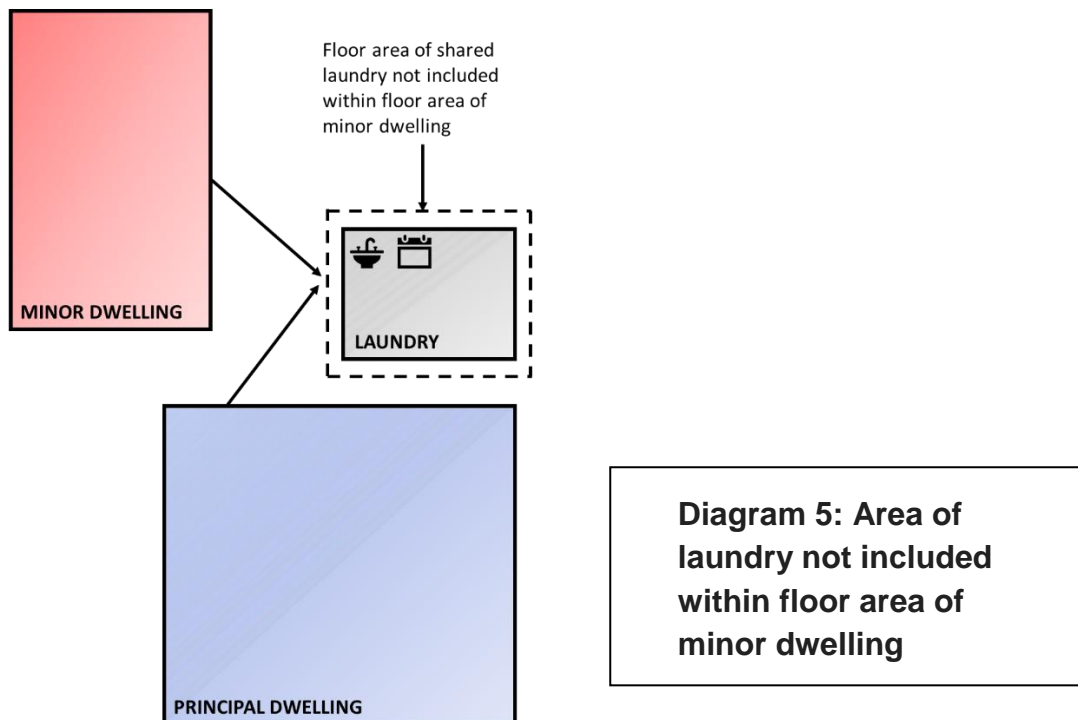 Floor area of shared
laundry not included
within floor area of
minor dwelling
MINOR DWELLING
LAUNDRY
PRINCIPAL DWELLING
Diagram 5: Area of
laundry not included
within floor area of
minor dwelling